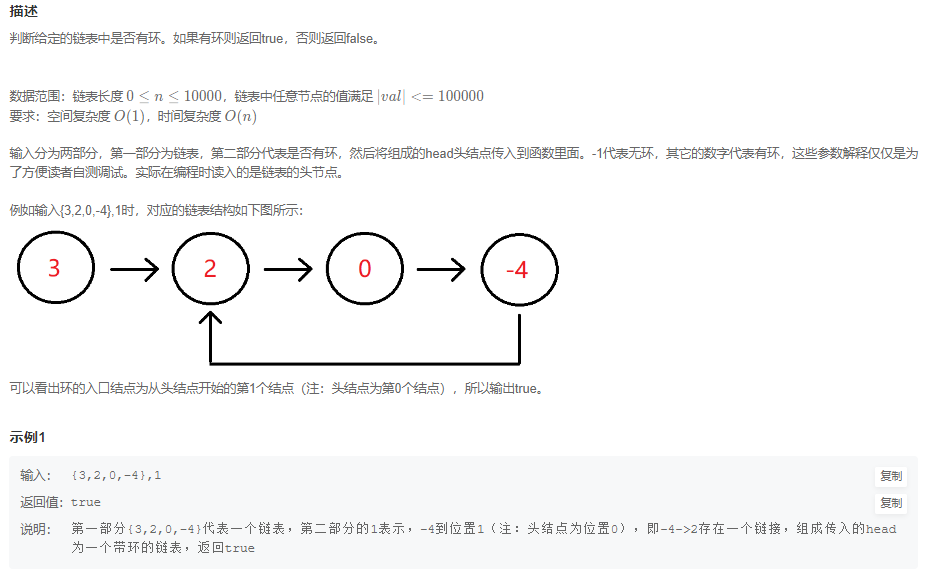 描述
判断给定的链表中是否有环。如果有环则返回true，否则返回false。
数据范围：链表长度 0 ≤ n ≤ 10000，链表中任意节点的值满足 |val| <= 100000
要求：空间复杂度 O(1)，时间复杂度 O(n)
输入分为两部分，第一部分为链表，第二部分代表是否有环，然后将组成的head头结点传入到函数里面。-1代表无环，其它的数字代表有环，这些参数解释仅仅是为
了方便读者自测调试。实际在编程时读入的是链表的头节点。
例如输入{3,2,0,-4},1时，对应的链表结构如下图所示：
3 2 0 -4
可以看出环的入口结点为从头结点开始的第1个结点（注：头结点为第0个结点），所以输出true。
示例1
输入： {3,2,0,-4},1 复制
返回值： true 复制
说明： 第一部分{3,2,0,-4}代表一个链表，第二部分的1表示，-4到位置1（注：头结点为位置0），即-4->2存在一个链接，组成传入的head
为一个带环的链表，返回true